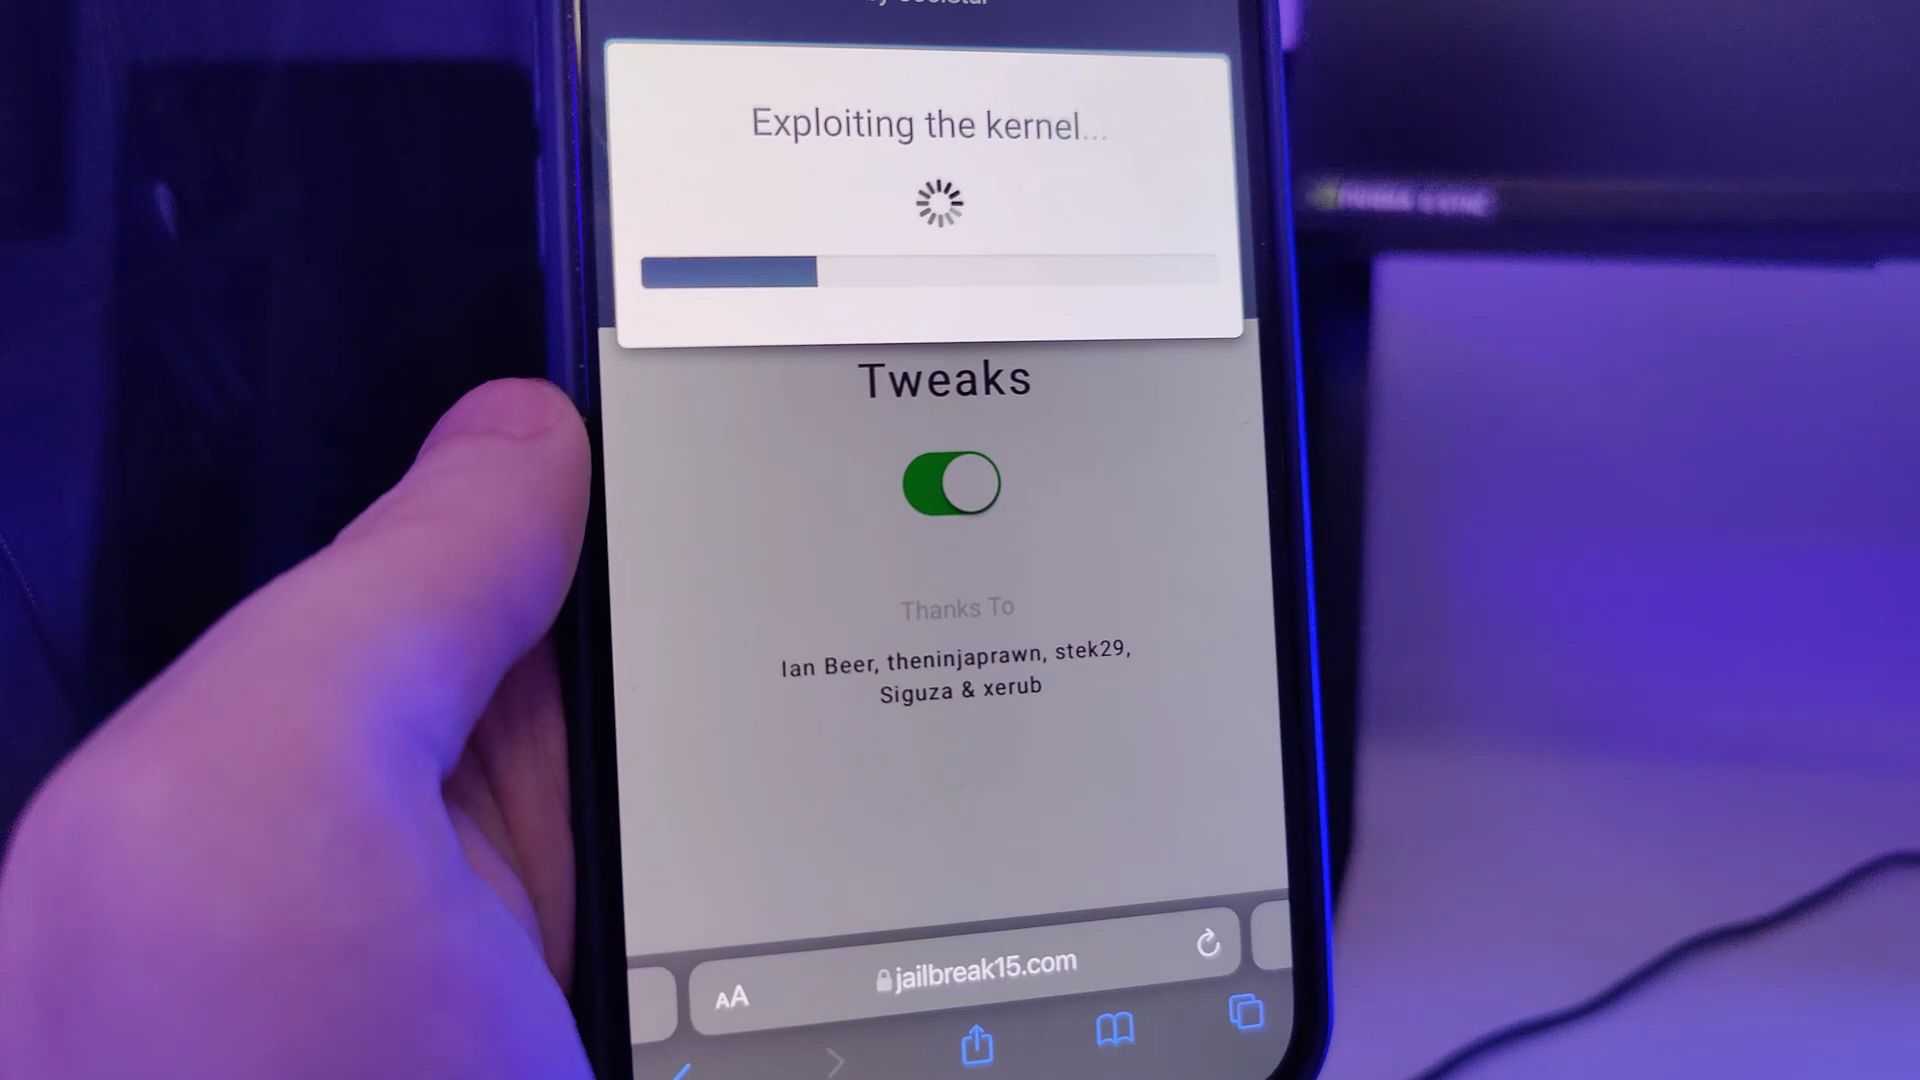 Exploiting the kernel...
Tweaks
Thanks To
Ian Beer, theninjaprawn, stek29,
Siguza & xerub
AA
jailbreak15.com